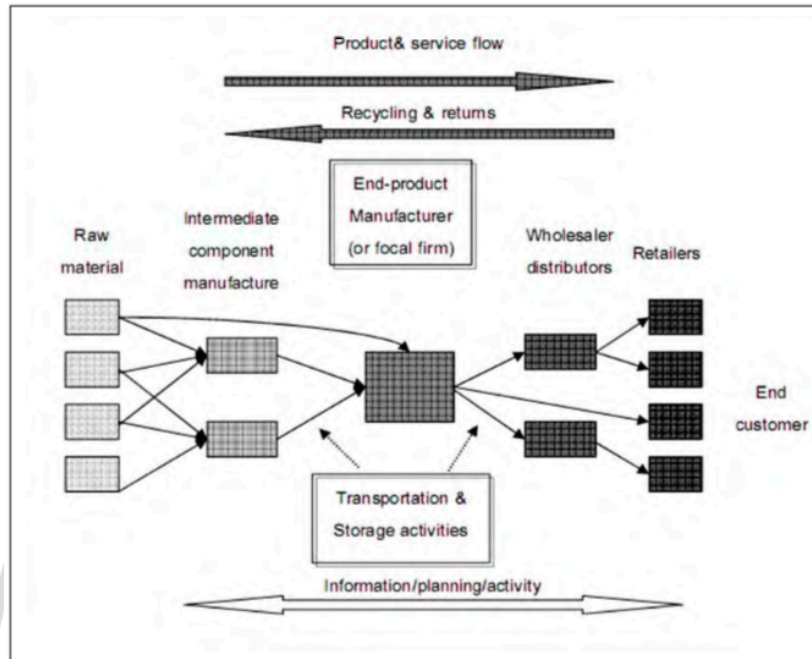 Product& service flow
Recycling & returns
End-product
Manufacturer
(or focal firm)
Raw
material
Intermediate
component
manufacture
Wholesaler
distributors
Retailers
End
customer
Transportation &
Storage activities
Information/planning/activity